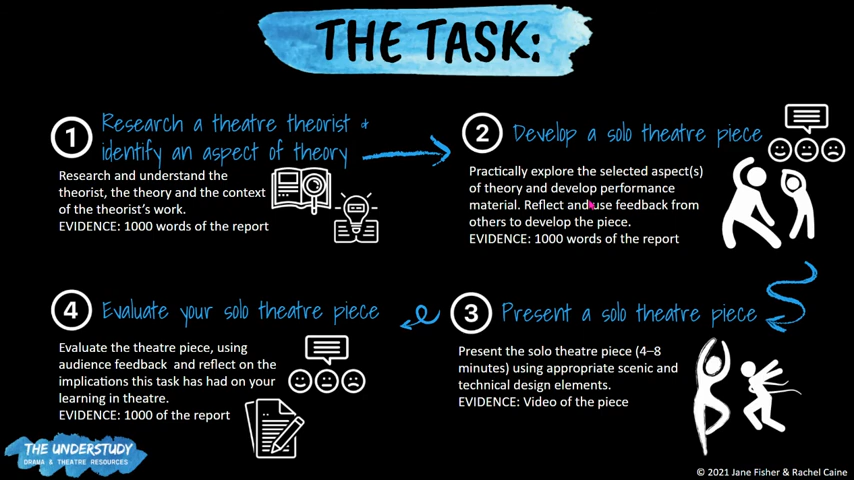 THE TASK:
1
Research a theatre theorist &
identify an aspect of theory
Research and understand the
theorist, the theory and the context
of the theorist's work.
EVIDENCE: 1000 words of the report
2
Develop a solo theatre piece
Practically explore the selected aspect(s)
of theory and develop performance
material. Reflect and use feedback from
others to develop the piece.
EVIDENCE: 1000 words of the report
3
Present a solo theatre piece
Present the solo theatre piece (4–8
minutes) using appropriate scenic and
technical design elements.
EVIDENCE: Video of the piece
4
Evaluate your solo theatre piece
Evaluate the theatre piece, using
audience feedback and reflect on the
implications this task has had on your
learning in theatre.
EVIDENCE: 1000 of the report
THE UNDERSTUDY
DRAMA & THEATRE RESOURCES
© 2021 Jane Fisher & Rachel Caine